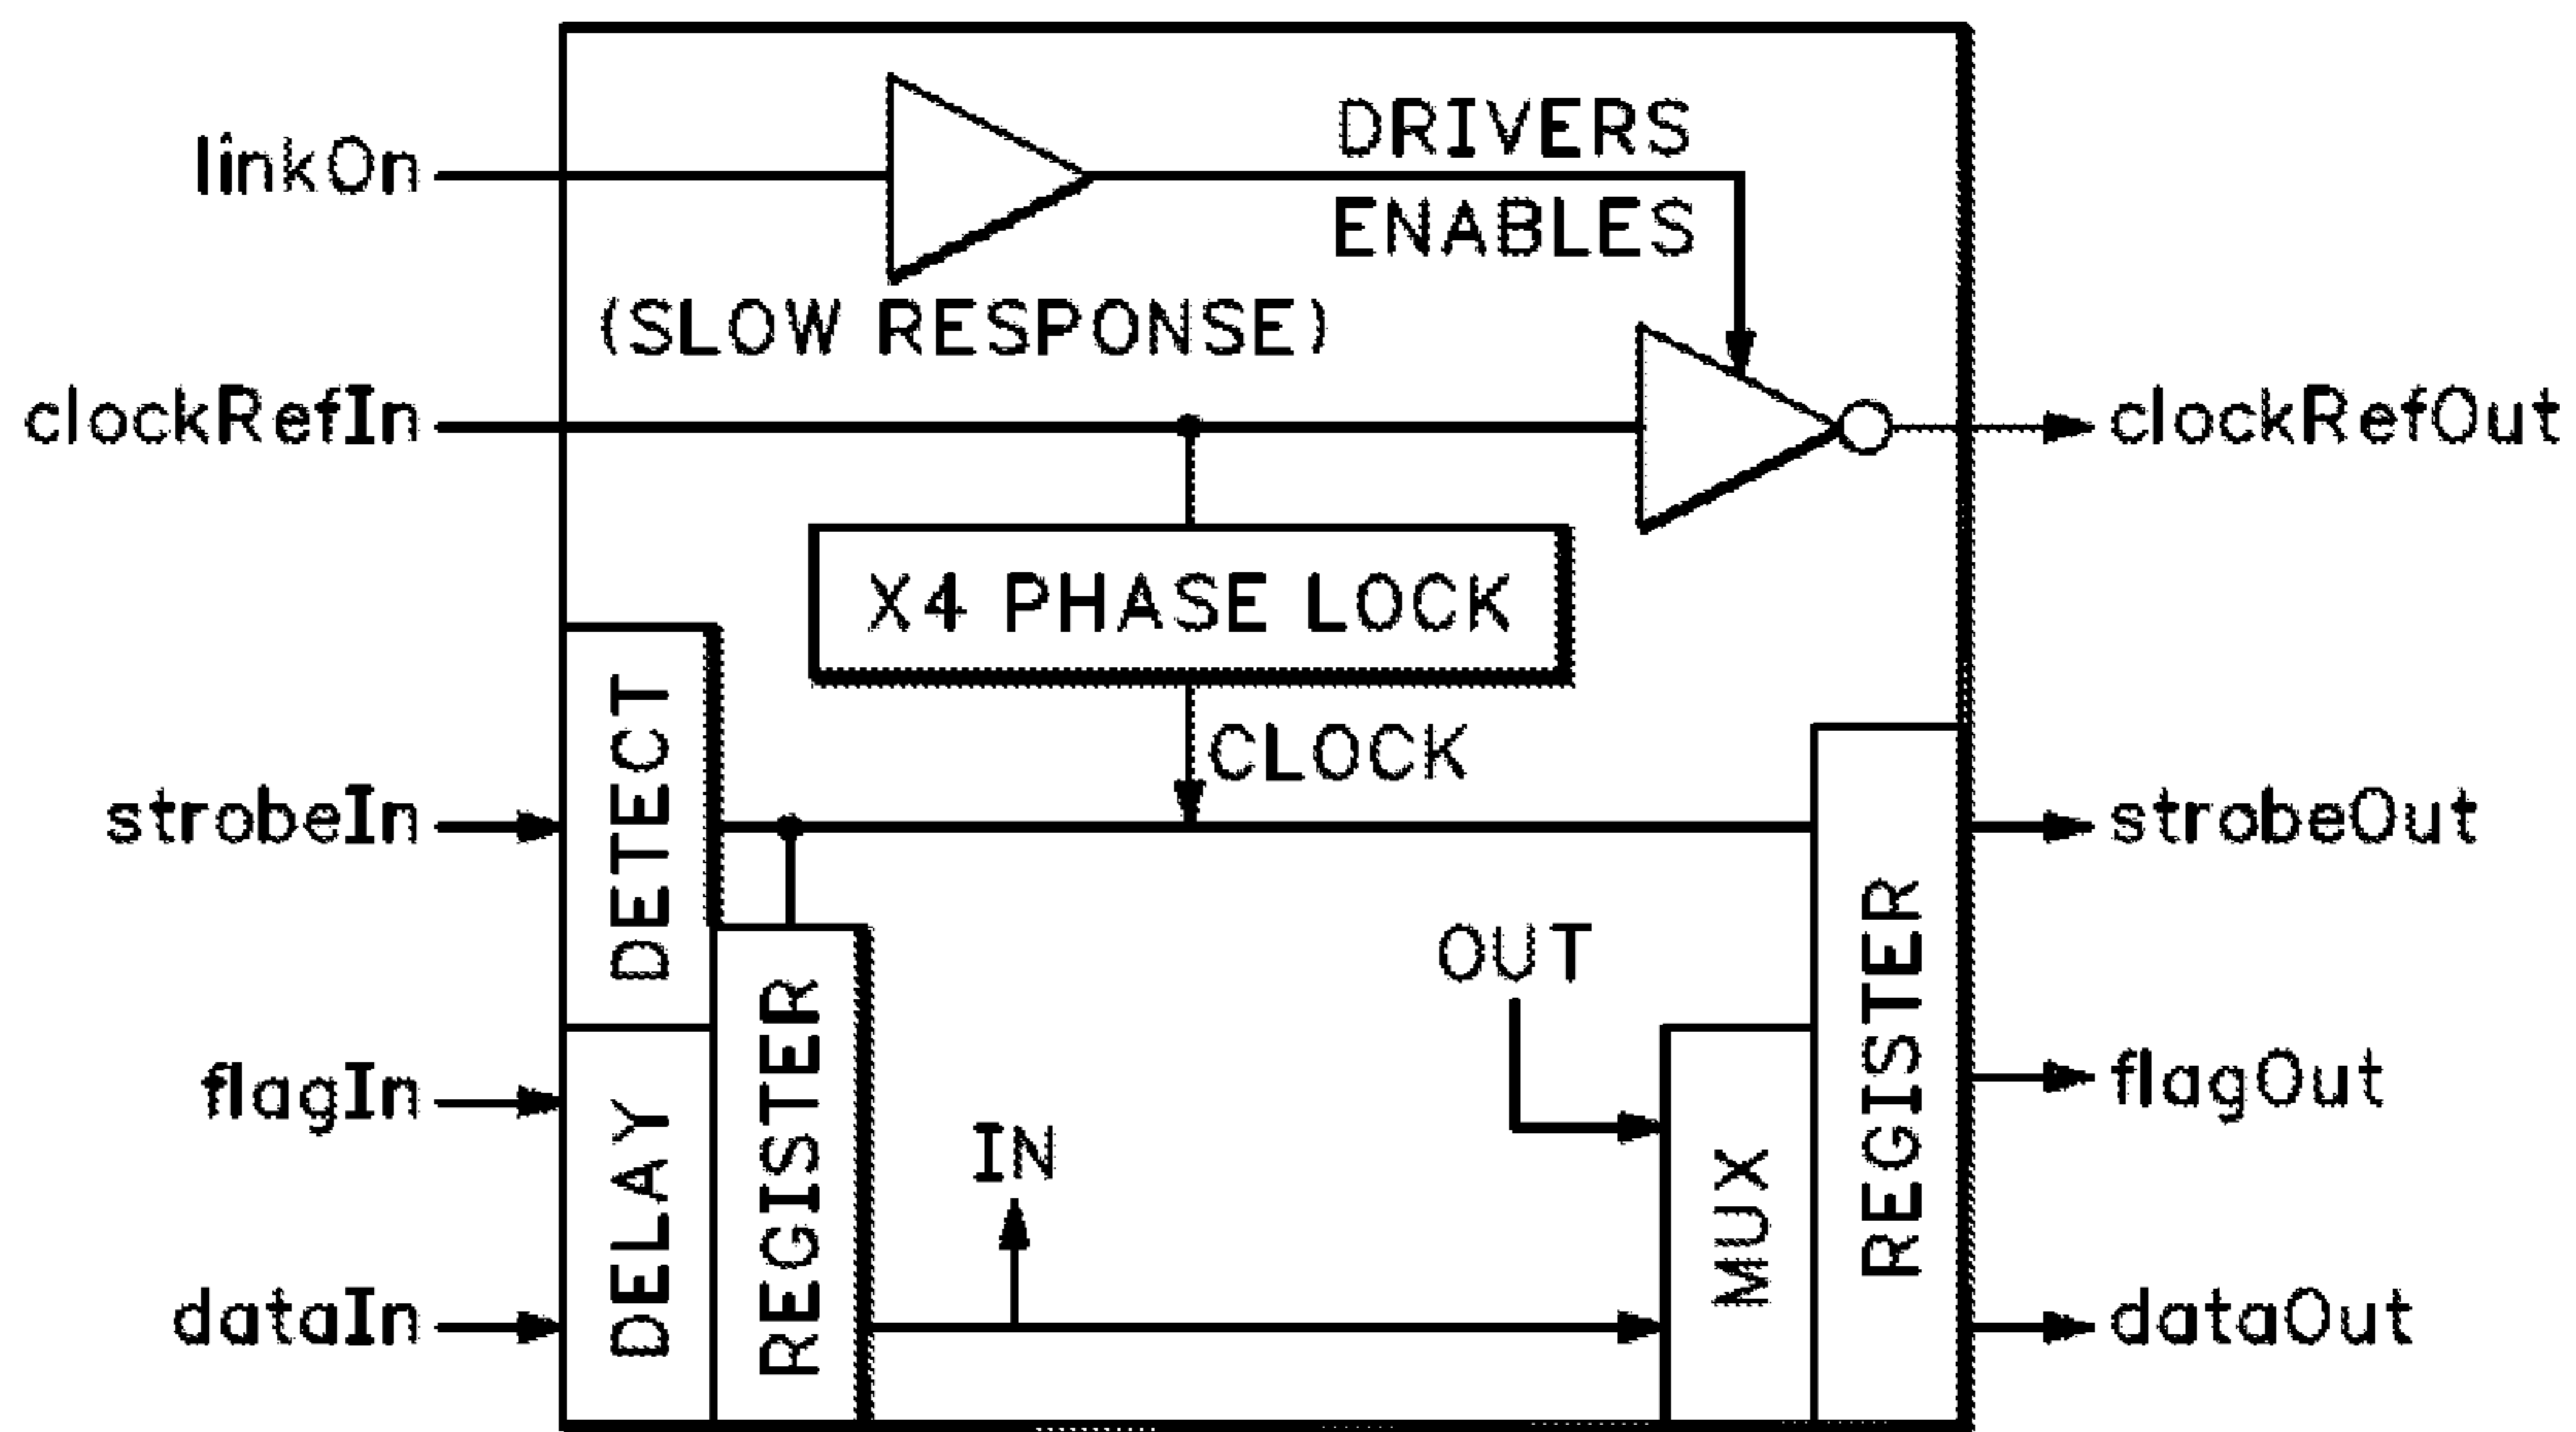 linkOn
DRIVERS
ENABLES
(SLOW RESPONSE)
clockRefIn
clockRefOut
X4 PHASE LOCK
CLOCK
DETECT
strobeIn
strobeOut
OUT
REGISTER
REGISTER
flagIn
flagOut
DELAY
IN
MUX
dataIn
dataOut